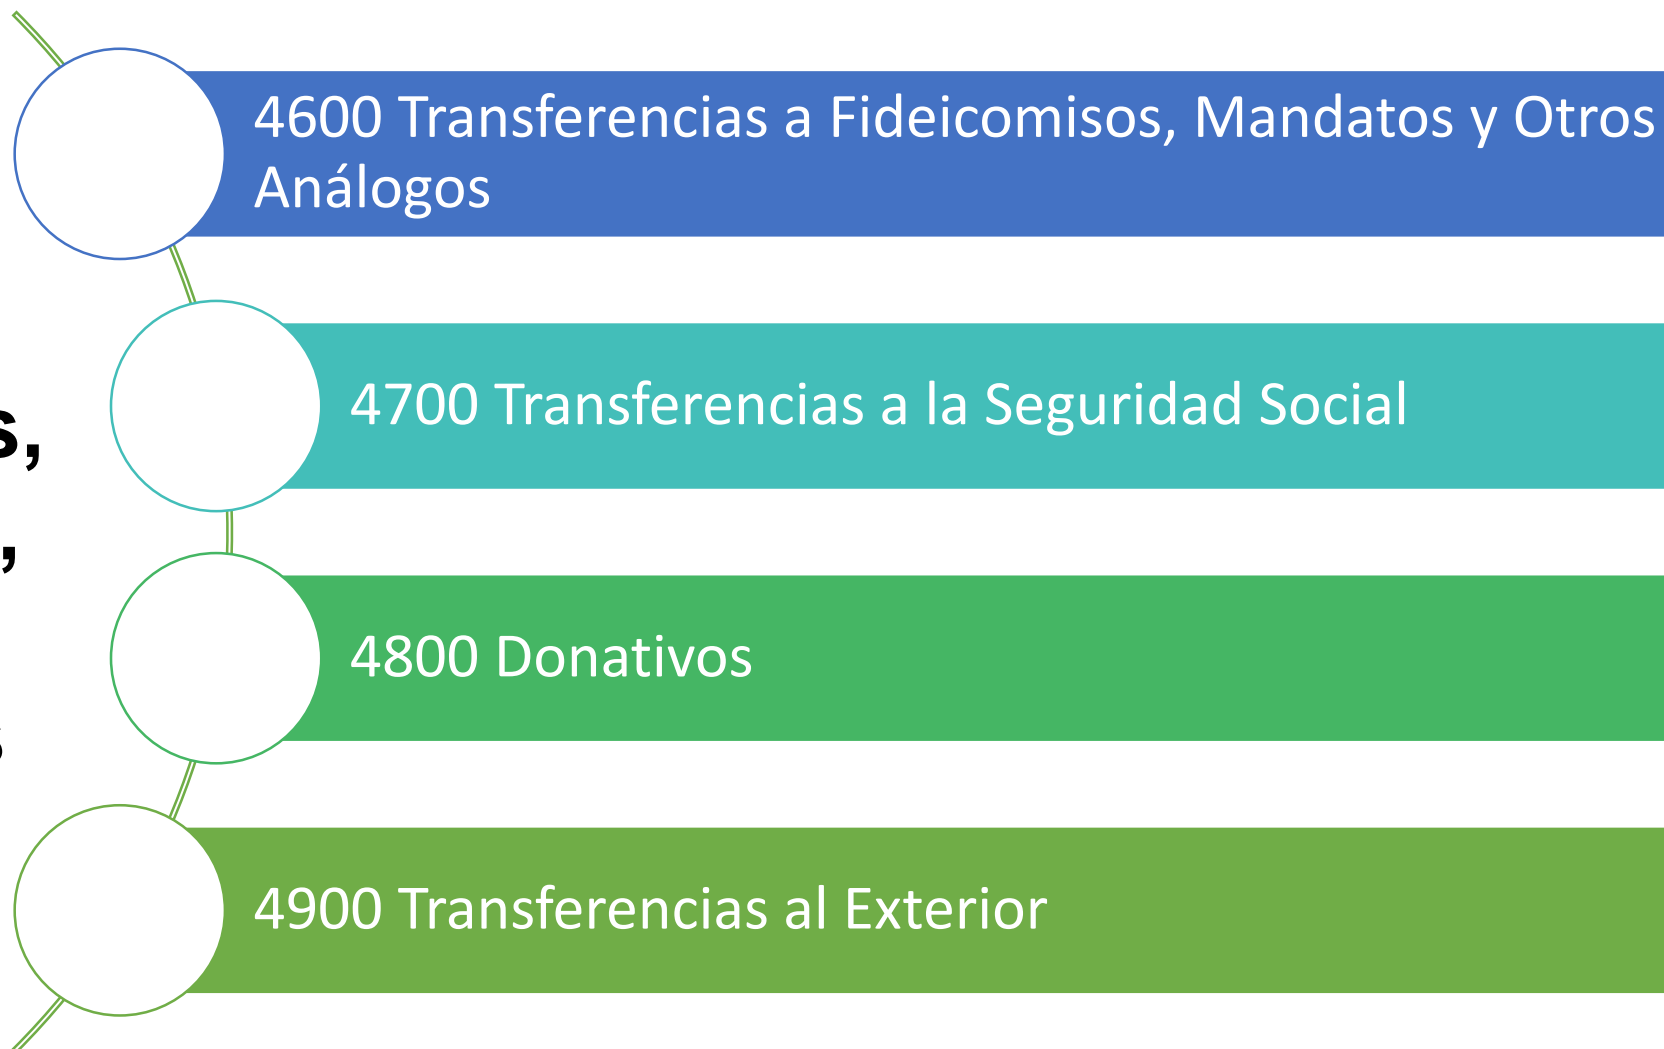 4600 Transferencias a Fideicomisos, Mandatos y Otros
Análogos
s,
4700 Transferencias a la Seguridad Social
,
4800 Donativos
s
4900 Transferencias al Exterior